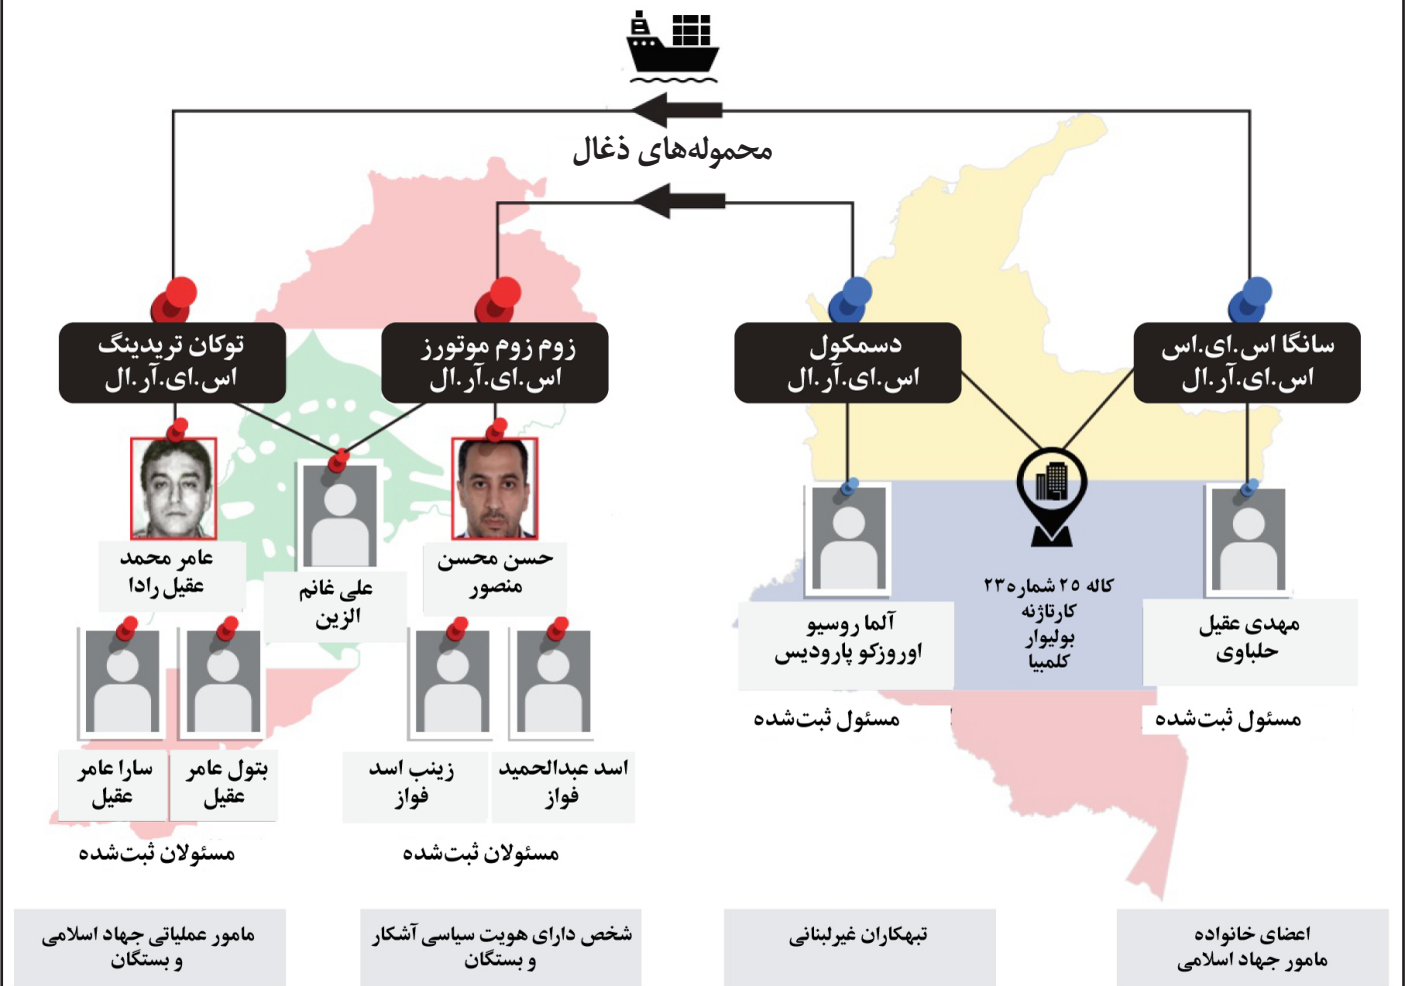 محموله‌های ذغال
سانگا اس.ای.اس
اس.ای.آر.ال
دسمکول
اس.ای.آر.ال
زوم زوم موتورز
اس.ای.آر.ال
توکان تریدینگ
اس.ای.آر.ال
مهدی عقیل
حلباوی
مسئول ثبت‌شده
کاله ۲۵ شماره ۲۳
کارتاژنه
بولیوار
کلمبیا
آلما روسیو
اوروزکو پارودیس
مسئول ثبت‌شده
حسن محسن
منصور
علی غانم
الزین
عامر محمد
عقیل رادا
اسد عبدالحمید
فواز
زینب اسد
فواز
مسئولان ثبت‌شده
بتول عامر
عقیل
سارا عامر
عقیل
مسئولان ثبت‌شده
اعضای خانواده
مامور جهاد اسلامی
تبهکاران غیرلبنانی
شخص دارای هویت سیاسی آشکار
و بستگان
مامور عملیاتی جهاد اسلامی
و بستگان